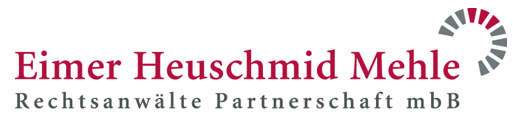 Eimer Heuschmid Mehle
Rechtsanwälte Partnerschaft mbB